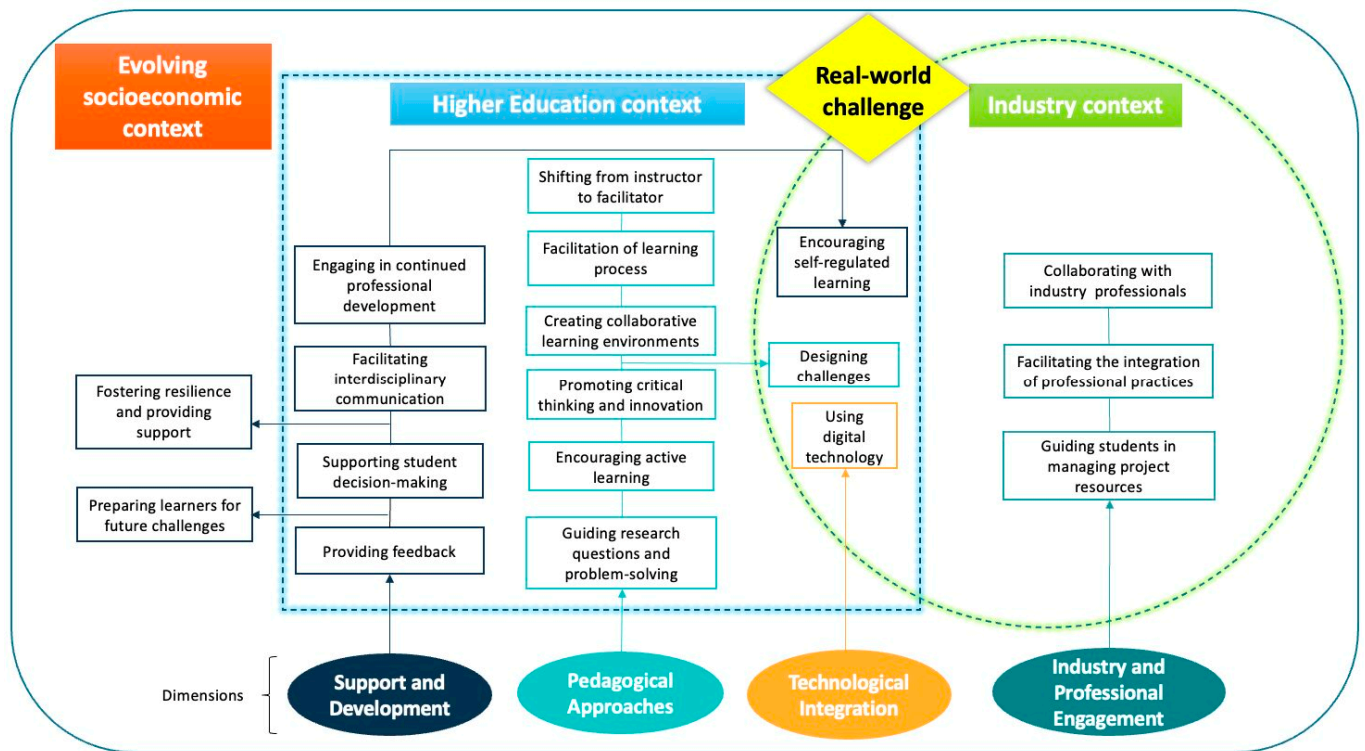 Evolving
socioeconomic
context
Higher Education context
Real-world
challenge
Industry context
Shifting from instructor
to facilitator
Facilitation of learning
process
Creating collaborative
learning environments
Promoting critical
thinking and innovation
Encouraging active
learning
Guiding research
questions and
problem-solving
Engaging in continued
professional
development
Facilitating
interdisciplinary
communication
Supporting student
decision-making
Providing feedback
Fostering resilience
and providing
support
Preparing learners for
future challenges
Encouraging
self-regulated
learning
Designing
challenges
Using
digital
technology
Collaborating with
industry professionals
Facilitating the integration
of professional practices
Guiding students in
managing project
resources
Dimensions
Support and
Development
Pedagogical
Approaches
Technological
Integration
Industry and
Professional
Engagement